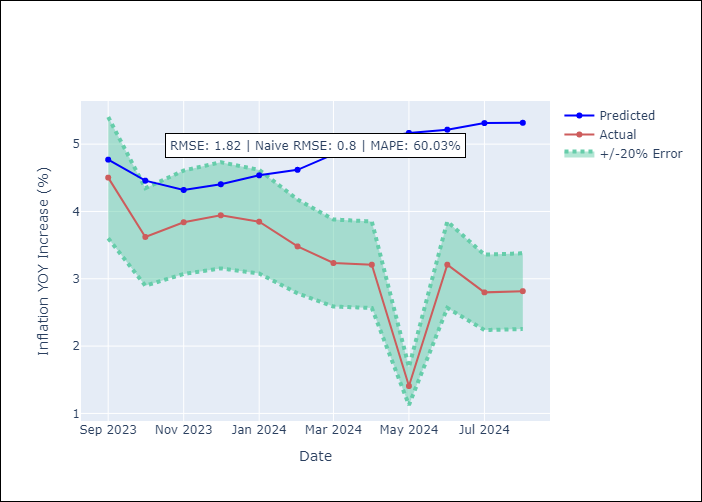 RMSE: 1.82 | Naive RMSE: 0.8 | MAPE: 60.03%
Predicted
Actual
+/-20% Error
Inflation YOY Increase (%)
5
4
3
2
1
Sep 2023 Nov 2023 Jan 2024 Mar 2024 May 2024 Jul 2024
Date